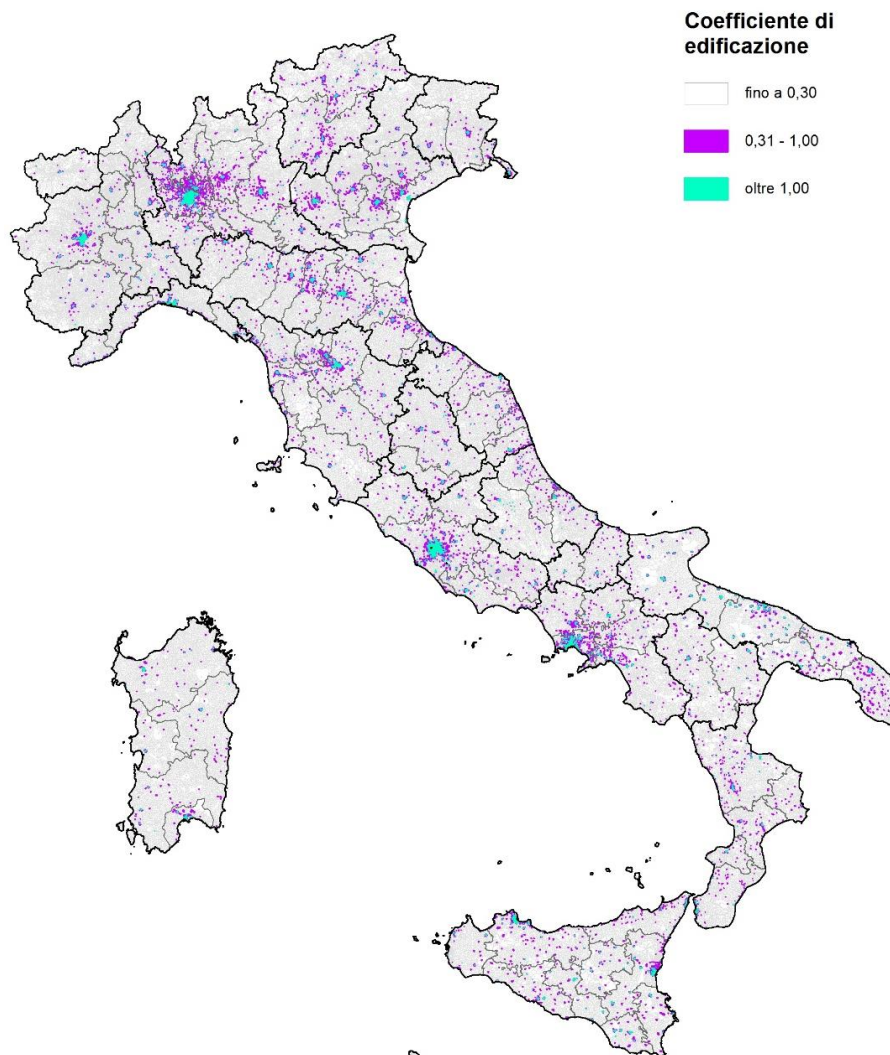 Coefficiente di
edificazione
fino a 0,30
0,31 - 1,00
oltre 1,00